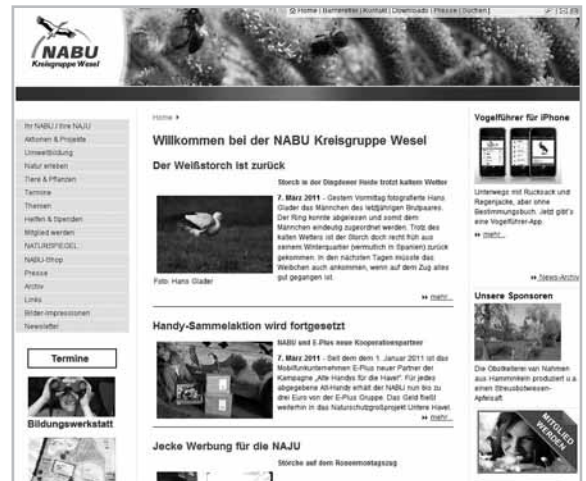 Home | Barrierefrei | Kontakt | Downloads | Presse | Suchen |
NABU
Kreisgruppe Wesel
Ihr NABU / Ihre NAJU
Aktionen & Projekte
Umweltbildung
Natur erleben
Tiere & Pflanzen
Termine
Themen
Helfen & Spenden
Mitglied werden
NATURSPIEGEL
NABU-Shop
Presse
Archiv
Links
Bilder-Impressionen
Newsletter
Termine
Bildungswerkstatt
Home
Willkommen bei der NABU Kreisgruppe Wesel
Der Weißstorch ist zurück
Storch in der Dingdener Heide trotzt kaltem Wetter
7. März 2011 - Gestern Vormittag fotografierte Hans
Glader das Männchen des letztjährigen Brutpaares.
Der Ring konnte abgelesen und somit dem
Männchen eindeutig zugeordnet werden. Trotz des
kalten Wetters ist der Storch doch recht früh aus
seinem Winterquartier (vermutlich in Spanien) zurück
gekommen. In den nächsten Tagen müsste das
Weibchen auch ankommen, wenn auf dem Zug alles
gut gegangen ist.
Foto: Hans Glader
mehr...
Handy-Sammelaktion wird fortgesetzt
NABU und E-Plus neue Kooperationspartner
7. März 2011 - Seit dem dem 1. Januar 2011 ist das
Mobilfunkunternehmen E-Plus neuer Partner der
Kampagne „Alte Handys für die Havel“. Für jedes
abgegebene Alt-Handy erhält der NABU nun bis zu
drei Euro von der E-Plus Gruppe. Das Geld fließt
weiterhin in das Naturschutzgroßprojekt Untere Havel.
mehr...
Jecke Werbung für die NAJU
Störche auf dem Rosenmontagszug
Vogelführer für iPhone
Unterwegs mit Rucksack und
Regenjacke, aber ohne
Bestimmungsbuch. Jetzt gibt's
eine Vogelführer-App.
mehr...
News-Archiv
Unsere Sponsoren
Die Obstkelterei van Nahmen
aus Hamminkeln produziert u.a.
einen Streuobstwiesen-
Apfelsaft.
MITGLIED
WERDEN